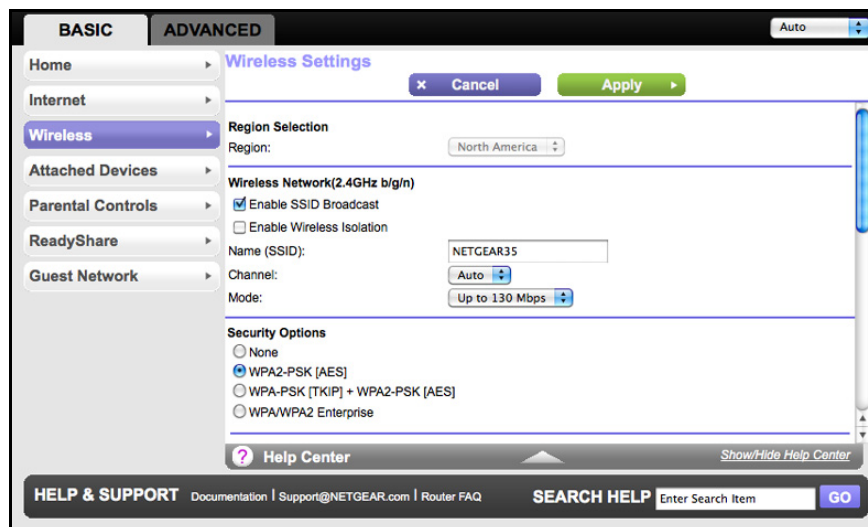 BASIC
ADVANCED
Auto
Home
Internet
Wireless
Attached Devices
Parental Controls
ReadyShare
Guest Network
Wireless Settings
x Cancel
Apply
Region Selection
Region: North America
Wireless Network(2.4GHz b/g/n)
Enable SSID Broadcast
Enable Wireless Isolation
Name (SSID): NETGEAR35
Channel: Auto
Mode: Up to 130 Mbps
Security Options
None
WPA2-PSK [AES]
WPA-PSK [TKIP] + WPA2-PSK [AES]
WPA/WPA2 Enterprise
? Help Center
Show/Hide Help Center
HELP & SUPPORT Documentation | Support@NETGEAR.com | Router FAQ
SEARCH HELP Enter Search Item GO